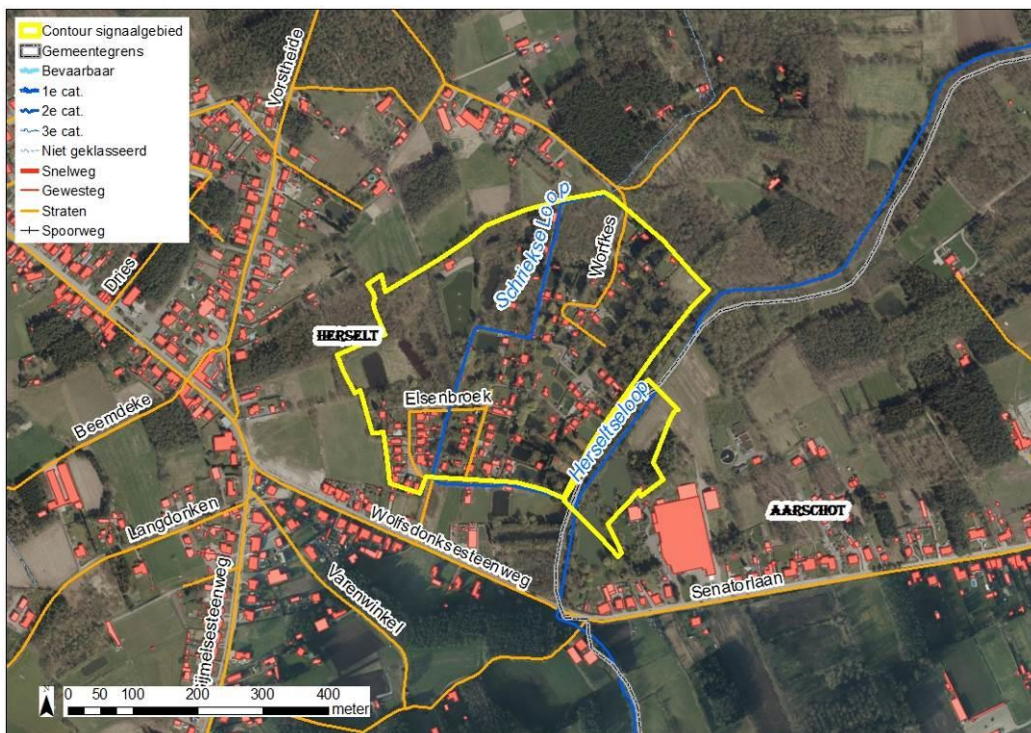 Contour signaalgebied
Gemeentegrens
Bevaarbaar
1e cat.
2e cat.
3e cat.
Niet geklasseerd
Snelweg
Gewesteg
Straten
Spoorweg
Vorstheide
Dries
Schriekse Loop
Worfkes
HERSELT
Elsenbroek
Beemdeke
Herseltseloop
AARSCHOT
Langdonken
Wolfsdonksesteenweg
Varenwinkel
Senatorlaan
ijmelsesteenweg
0 50 100 200 300 400
meter